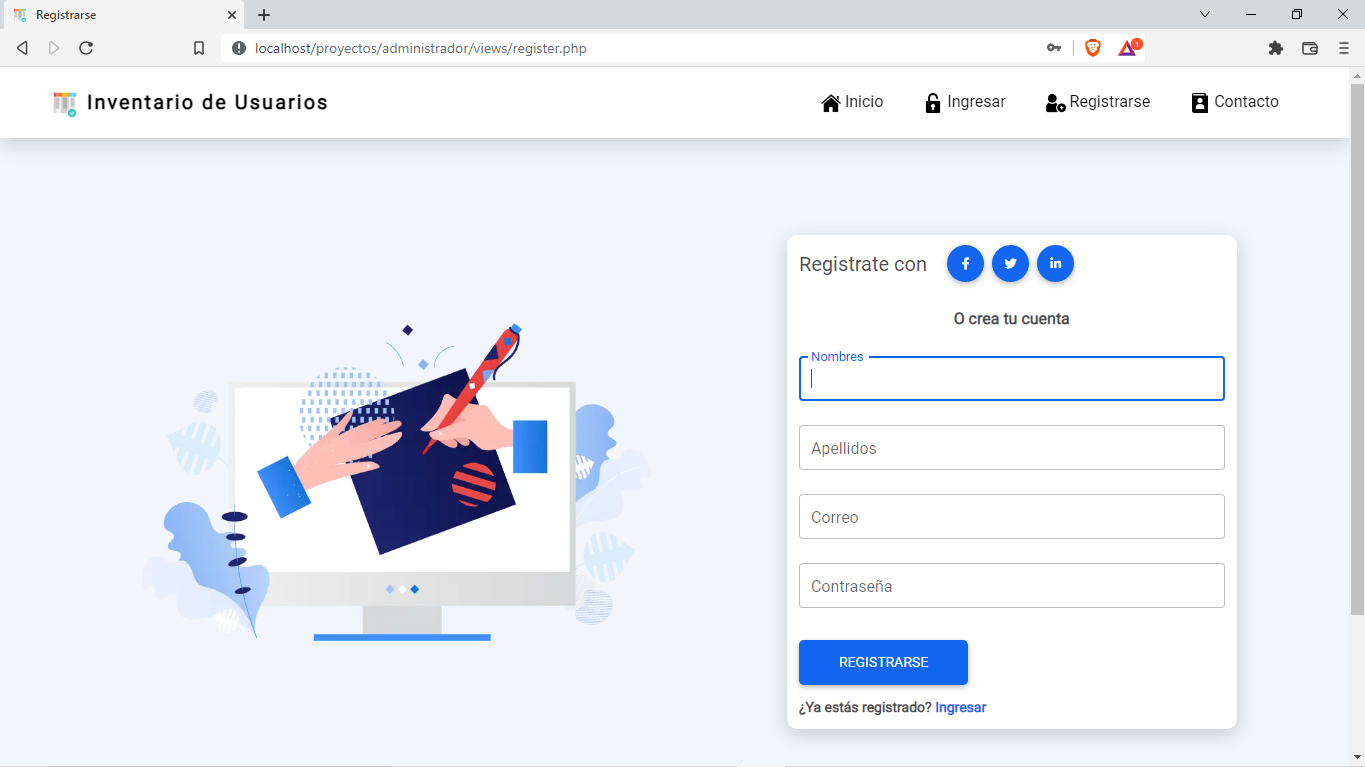 Registrarse
localhost/proyectos/administrador/views/register.php
1
Inventario de Usuarios
Inicio
Ingresar
Registrarse
Contacto
Registrate con
O crea tu cuenta
Nombres
Apellidos
Correo
Contraseña
REGISTRARSE
¿Ya estás registrado? Ingresar